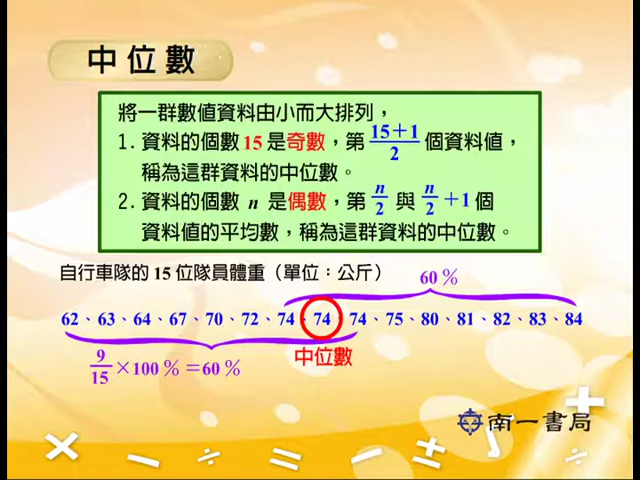 中位數
將一群數值資料由小而大排列，
1. 資料的個數 15 是奇數，第 (15+1)/2 個資料值，
稱為這群資料的中位數。
2. 資料的個數 n 是偶數，第 n/2 與 n/2 +1 個
資料值的平均數，稱為這群資料的中位數。
自行車隊的 15 位隊員體重（單位：公斤）
60％
62、63、64、67、70、72、74、74、74、75、80、81、82、83、84
9/15 ×100％=60％
中位數
南一書局